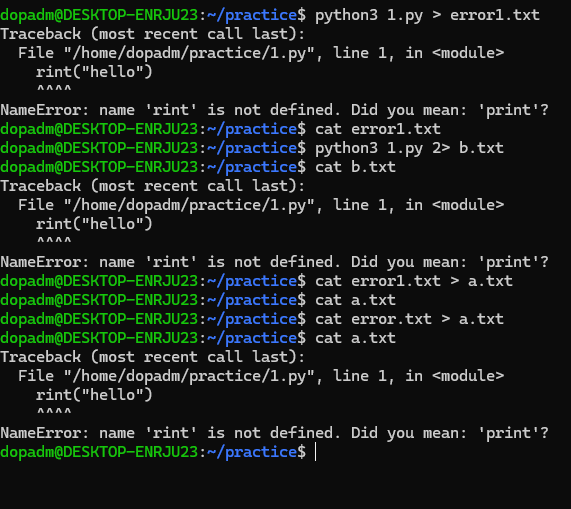 dopadm@DESKTOP-ENRJU23:~/practice$ python3 1.py > error1.txt
Traceback (most recent call last):
  File "/home/dopadm/practice/1.py", line 1, in <module>
    rint("hello")
    ^^^^
NameError: name 'rint' is not defined. Did you mean: 'print'?
dopadm@DESKTOP-ENRJU23:~/practice$ cat error1.txt
dopadm@DESKTOP-ENRJU23:~/practice$ python3 1.py 2> b.txt
dopadm@DESKTOP-ENRJU23:~/practice$ cat b.txt
Traceback (most recent call last):
  File "/home/dopadm/practice/1.py", line 1, in <module>
    rint("hello")
    ^^^^
NameError: name 'rint' is not defined. Did you mean: 'print'?
dopadm@DESKTOP-ENRJU23:~/practice$ cat error1.txt > a.txt
dopadm@DESKTOP-ENRJU23:~/practice$ cat a.txt
dopadm@DESKTOP-ENRJU23:~/practice$ cat error.txt > a.txt
dopadm@DESKTOP-ENRJU23:~/practice$ cat a.txt
Traceback (most recent call last):
  File "/home/dopadm/practice/1.py", line 1, in <module>
    rint("hello")
    ^^^^
NameError: name 'rint' is not defined. Did you mean: 'print'?
dopadm@DESKTOP-ENRJU23:~/practice$